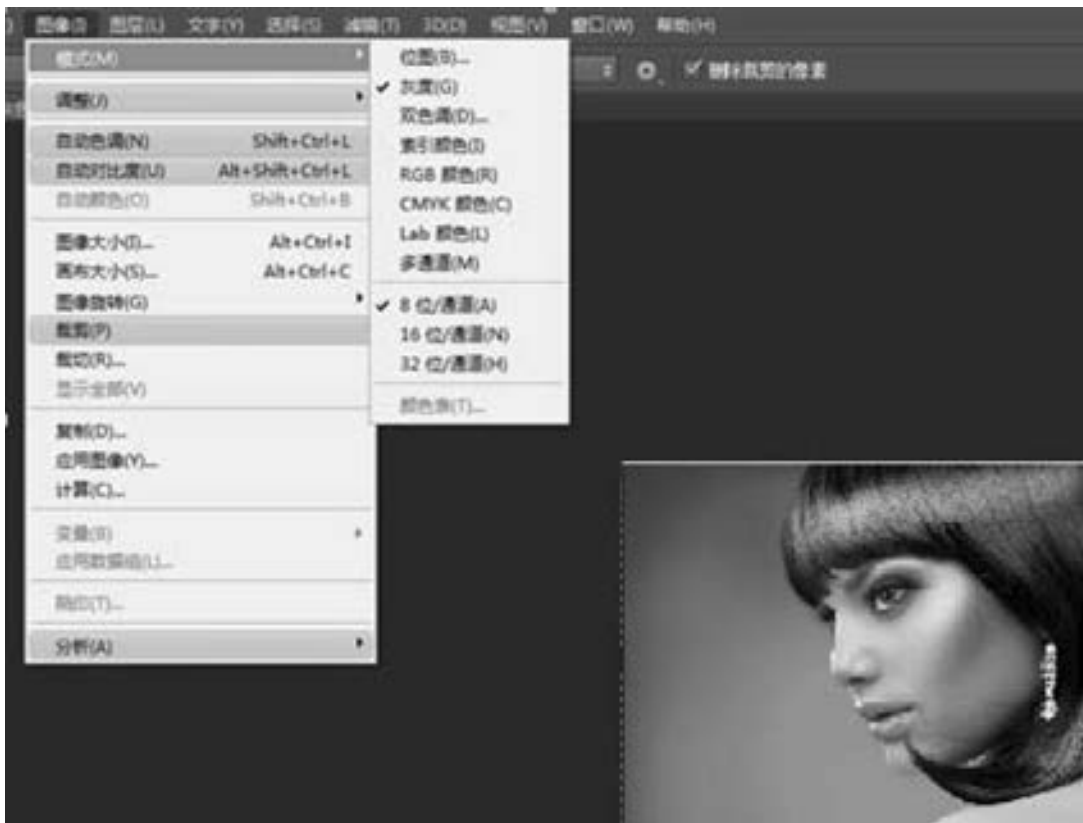 图像(I) 图层(L) 文字(Y) 选择(S) 滤镜(T) 3D(D) 视图(V) 窗口(W) 帮助(H)
删除裁剪的像素
模式(M)
调整(J)
自动色调(N) Shift+Ctrl+L
自动对比度(U) Alt+Shift+Ctrl+L
自动颜色(O) Shift+Ctrl+B
图像大小(I)... Alt+Ctrl+I
画布大小(S)... Alt+Ctrl+C
图像旋转(G)
裁剪(P)
裁切(R)...
显示全部(V)
复制(D)...
应用图像(Y)...
计算(C)...
变量(B)
应用数据组(L)...
陷印(T)...
分析(A)
位图(B)...
灰度(G)
双色调(D)...
索引颜色(I)
RGB 颜色(R)
CMYK 颜色(C)
Lab 颜色(L)
多通道(M)
8 位/通道(A)
16 位/通道(N)
32 位/通道(H)
颜色表(T)...